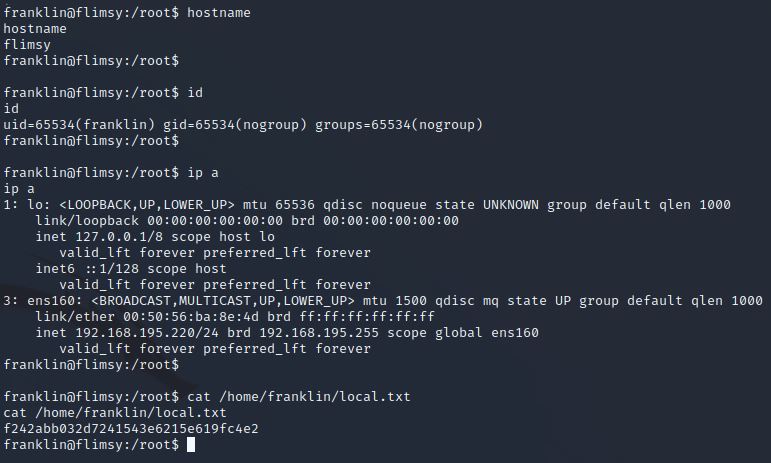 franklin@flimsy:/root$ hostname
hostname
flimsy
franklin@flimsy:/root$
franklin@flimsy:/root$ id
id
uid=65534(franklin) gid=65534(nogroup) groups=65534(nogroup)
franklin@flimsy:/root$
franklin@flimsy:/root$ ip a
ip a
1: lo: <LOOPBACK,UP,LOWER_UP> mtu 65536 qdisc noqueue state UNKNOWN group default qlen 1000
    link/loopback 00:00:00:00:00:00 brd 00:00:00:00:00:00
    inet 127.0.0.1/8 scope host lo
       valid_lft forever preferred_lft forever
    inet6 ::1/128 scope host
       valid_lft forever preferred_lft forever
3: ens160: <BROADCAST,MULTICAST,UP,LOWER_UP> mtu 1500 qdisc mq state UP group default qlen 1000
    link/ether 00:50:56:ba:8e:4d brd ff:ff:ff:ff:ff:ff
    inet 192.168.195.220/24 brd 192.168.195.255 scope global ens160
       valid_lft forever preferred_lft forever
franklin@flimsy:/root$
franklin@flimsy:/root$ cat /home/franklin/local.txt
cat /home/franklin/local.txt
f242abb032d7241543e6215e619fc4e2
franklin@flimsy:/root$